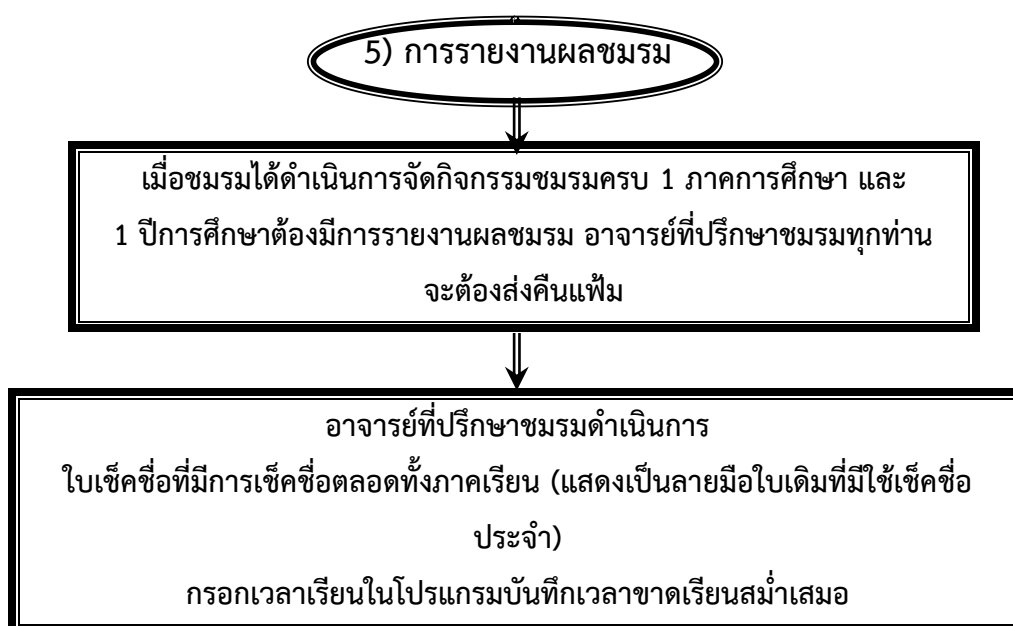 5) การรายงานผลชมรม
เมื่อชมรมได้ดำเนินการจัดกิจกรรมชมรมครบ 1 ภาคการศึกษา และ
1 ปีการศึกษาต้องมีการรายงานผลชมรม อาจารย์ที่ปรึกษาชมรมทุกท่าน
จะต้องส่งคืนแฟ้ม
อาจารย์ที่ปรึกษาชมรมดำเนินการ
ใบเช็คชื่อที่มีการเช็คชื่อตลอดทั้งภาคเรียน (แสดงเป็นลายมือใบเดิมที่มีใช้เช็คชื่อ
ประจำ)
กรอกเวลาเรียนในโปรแกรมบันทึกเวลาขาดเรียนสม่ำเสมอ